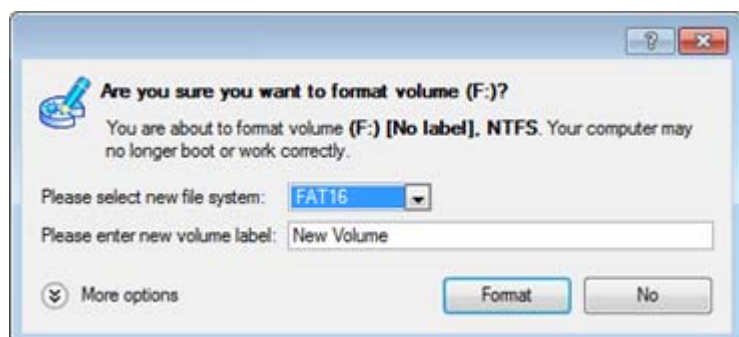 Are you sure you want to format volume (F:)?
You are about to format volume (F:) [No label], NTFS. Your computer may
no longer boot or work correctly.
Please select new file system: FAT16
Please enter new volume label: New Volume
More options Format No